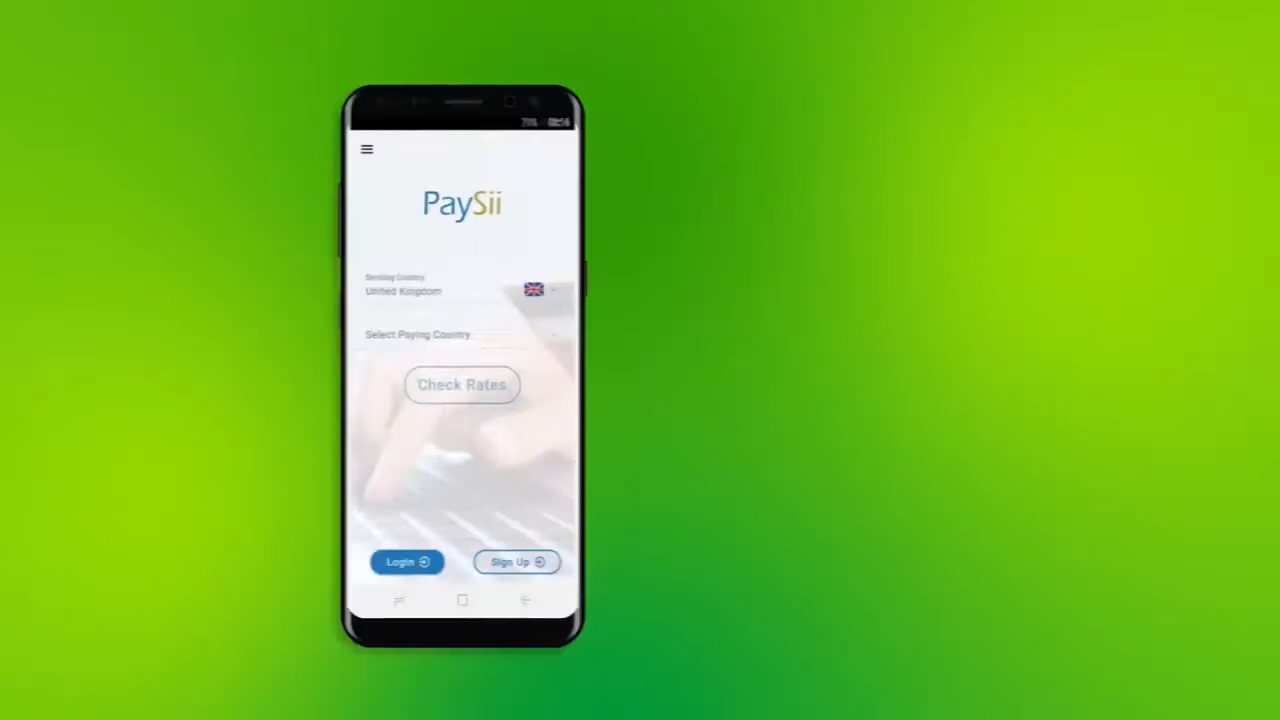 PaySii
Sending Country
United Kingdom
Select Paying Country
Check Rates
Login
Sign Up